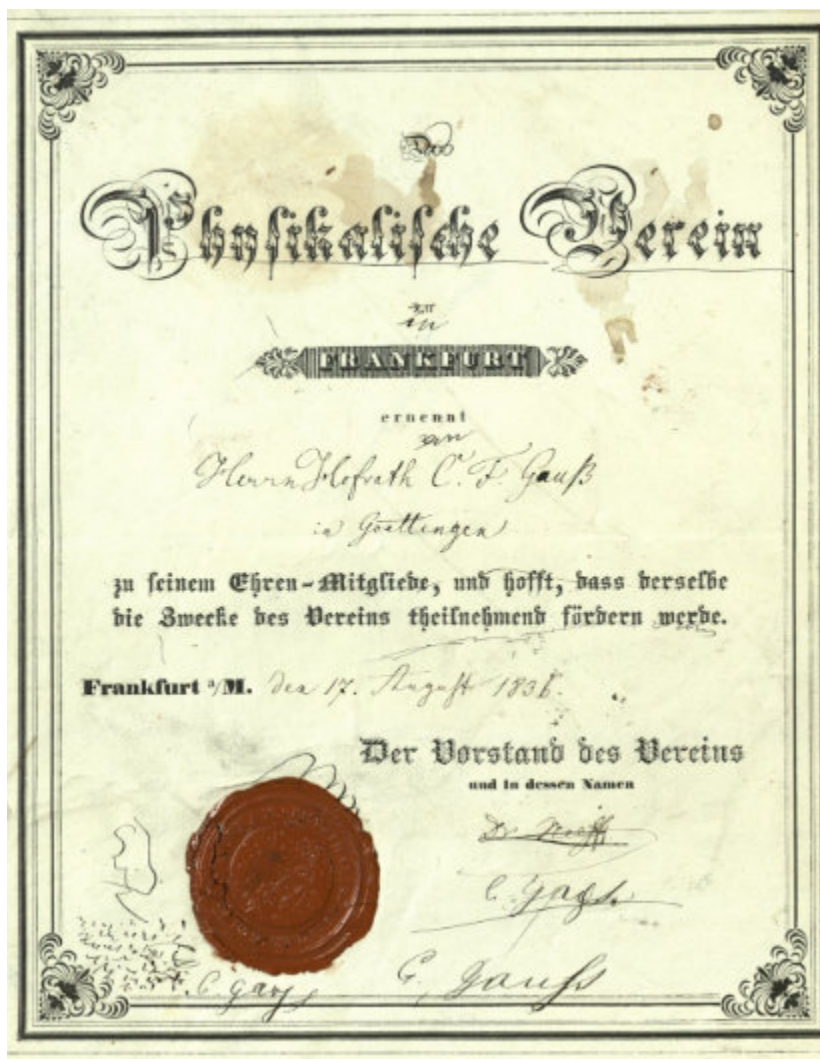 Der
Physikalische Verein
zu
in
FRANKFURT
ernennt
Herrn Hofrath C. F. Gauß
in Goettingen
zu seinem Ehren-Mitgliede, und hofft, dass derselbe
die Zwecke des Vereins theilnehmend fördern werde.
Frankfurt a/M. den 17. August 1836.
Der Vorstand des Vereins
und in dessen Namen
Dr.
C. Gauss
G. Gauss
C. Gauss